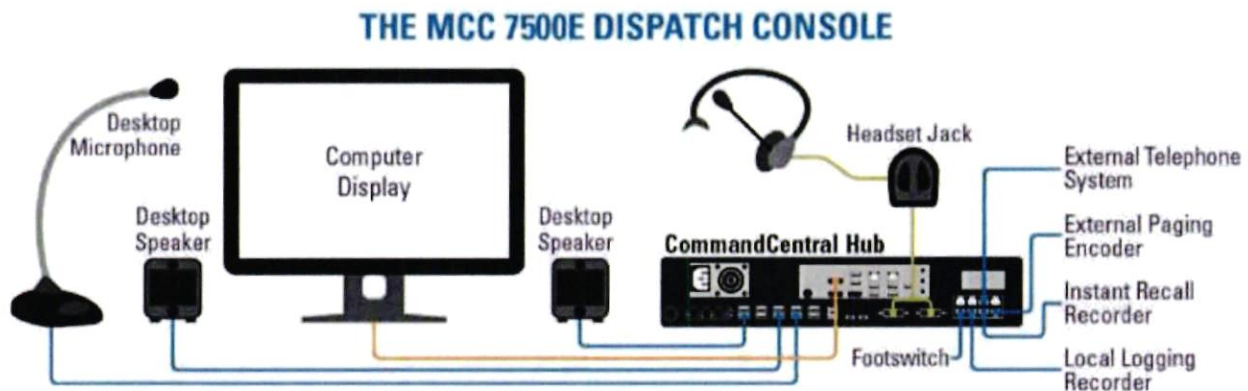 THE MCC 7500E DISPATCH CONSOLE
Desktop
Microphone
Computer
Display
Desktop
Speaker
Desktop
Speaker
Headset Jack
CommandCentral Hub
External Telephone
System
External Paging
Encoder
Instant Recall
Recorder
Footswitch
Local Logging
Recorder